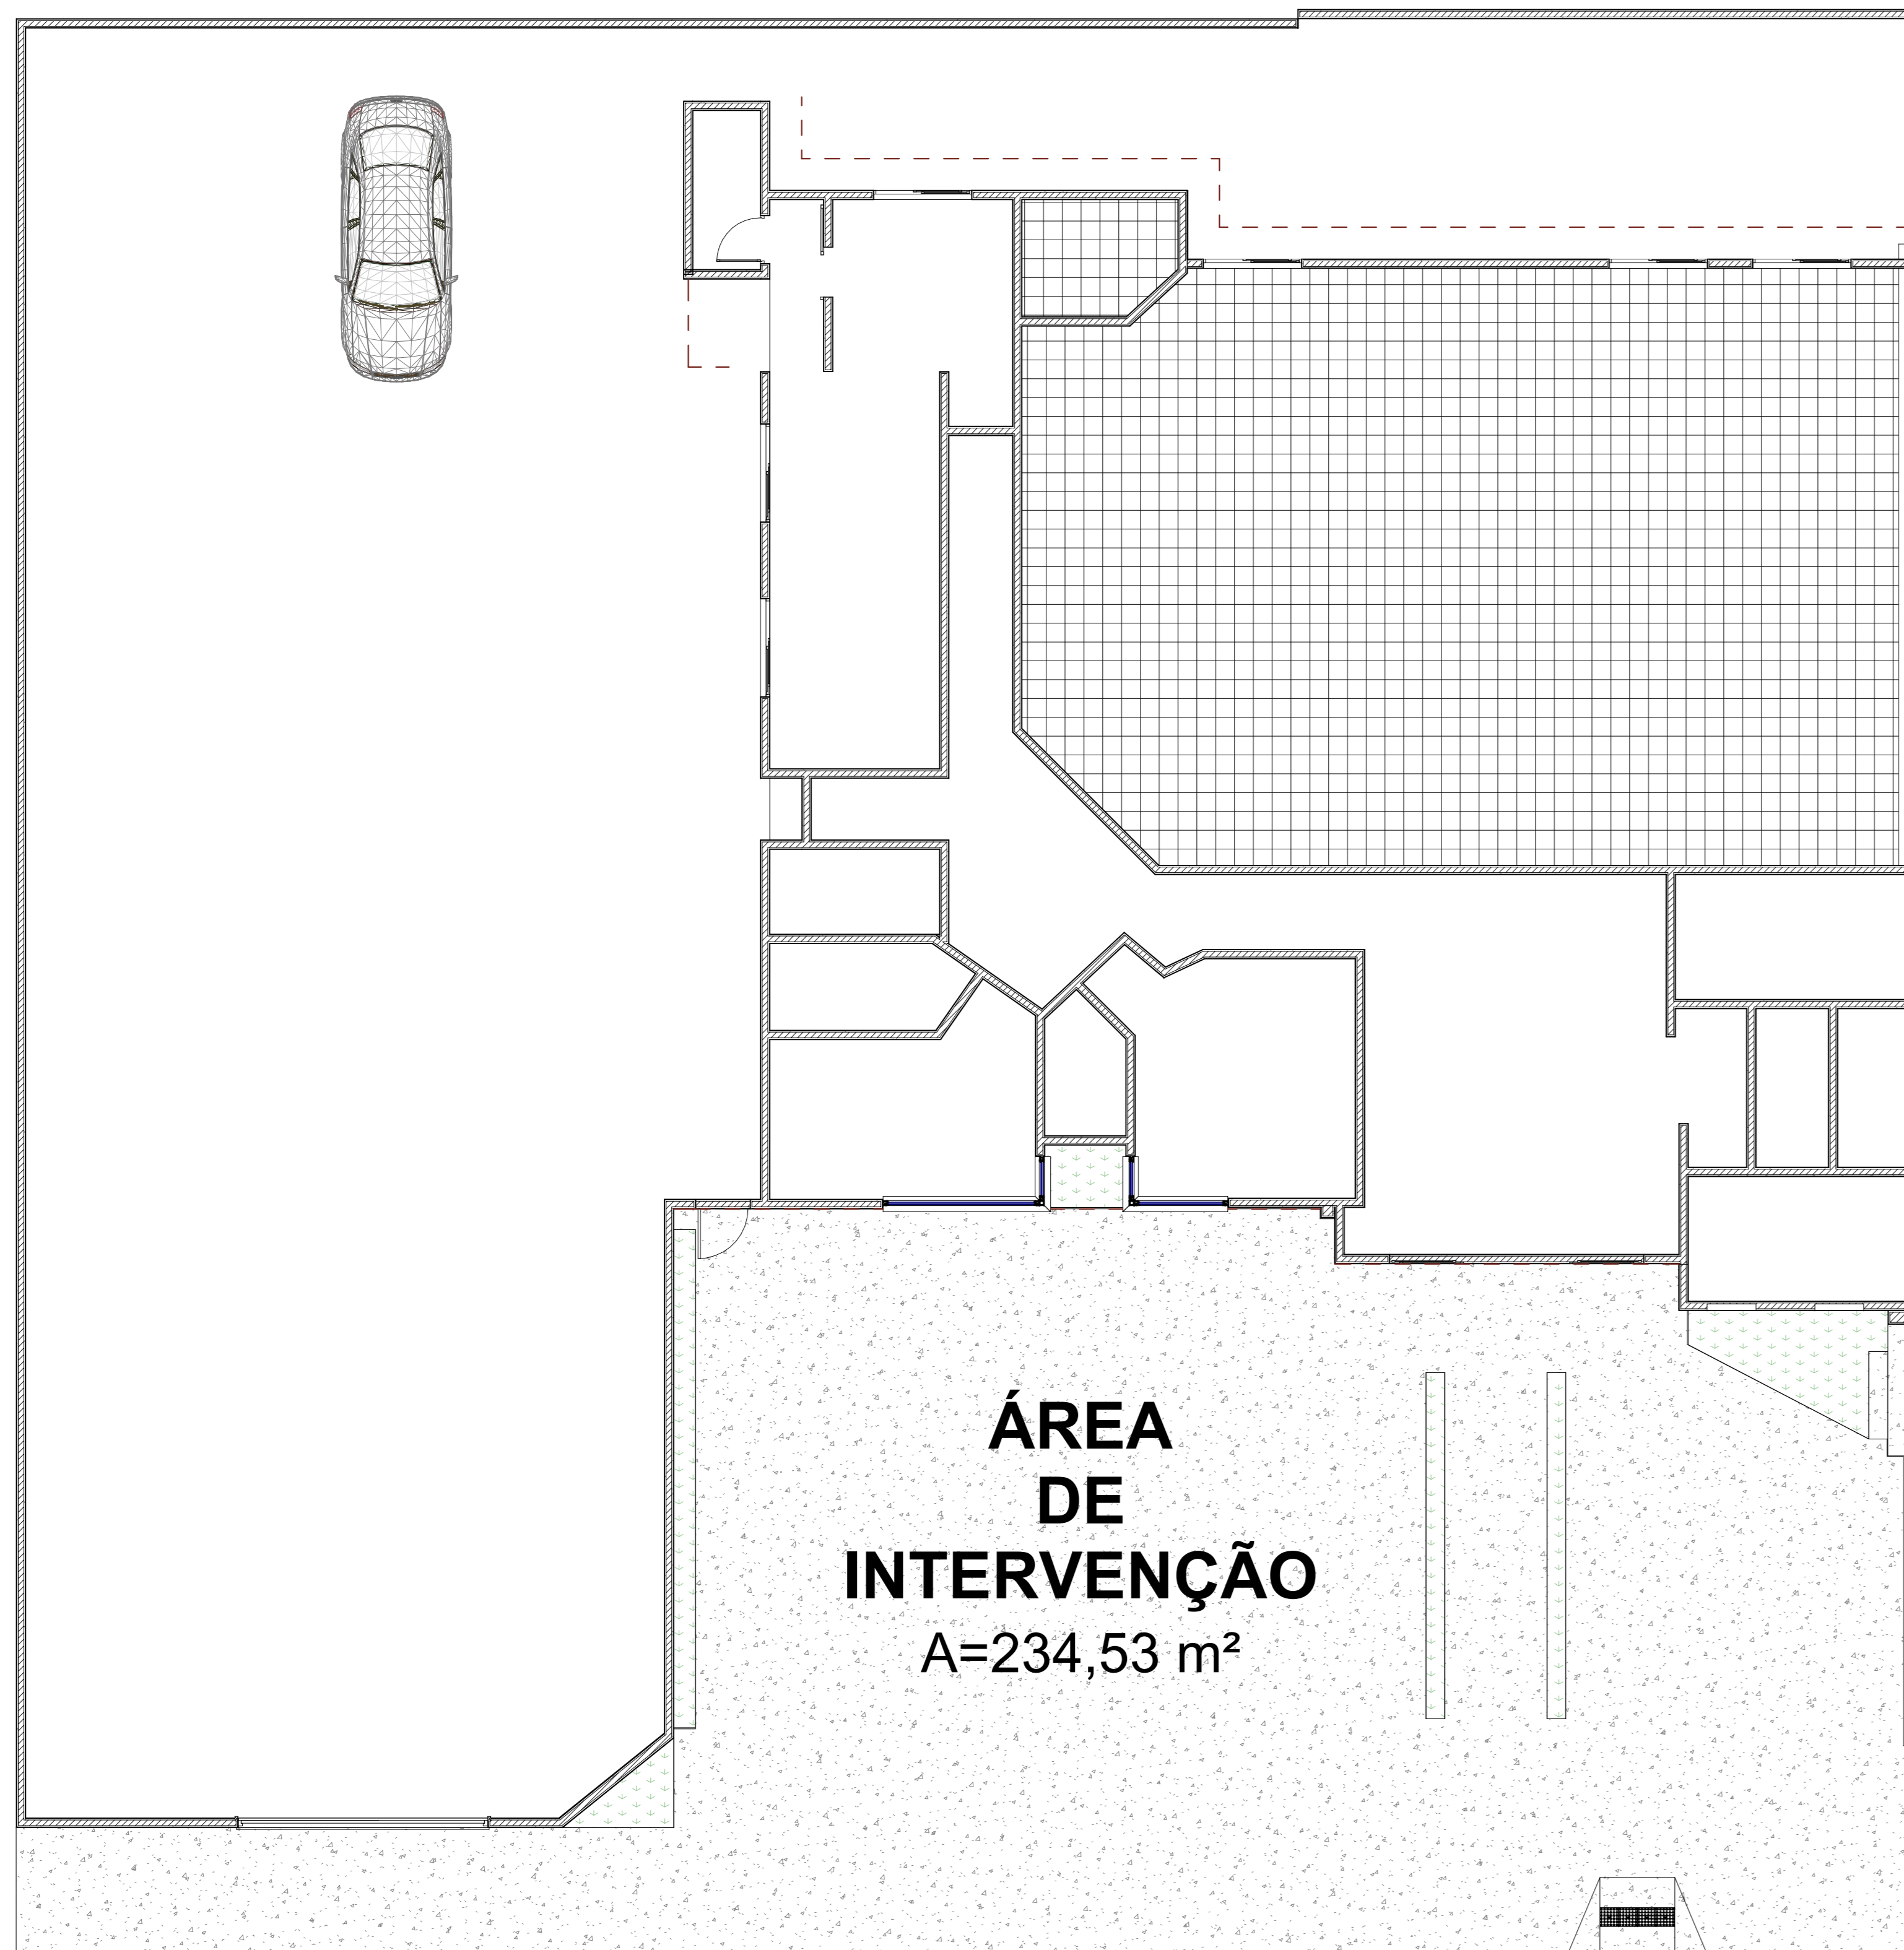 ÁREA
DE
INTERVENÇÃO
A=234,53 m²